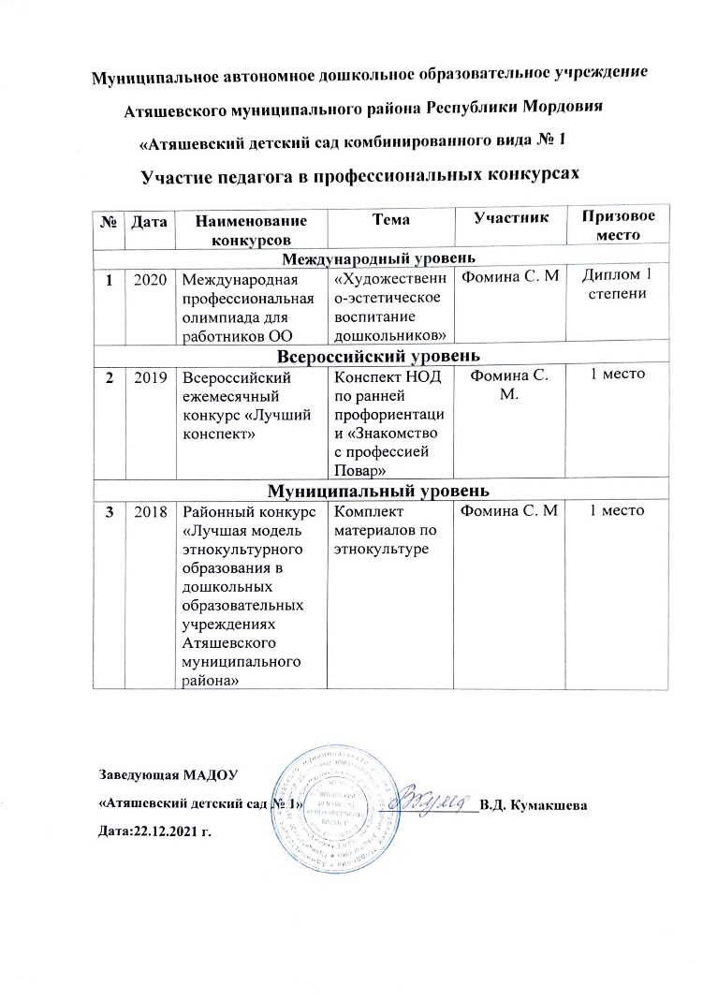 Муниципальное автономное дошкольное образовательное учреждение
Атяшевского муниципального района Республики Мордовия
«Атяшевский детский сад комбинированного вида № 1
Участие педагога в профессиональных конкурсах
№ Дата Наименование конкурсов Тема Участник Призовое место
Международный уровень
1 2020 Международная «Художественн Фомина С. М Диплом 1
профессиональная о-эстетическое степени
олимпиада для воспитание
работников ОО дошкольников»
Всероссийский уровень
2 2019 Всероссийский Конспект НОД Фомина С. 1 место
ежемесячный по ранней М.
конкурс «Лучший профориентаци
конспект» и «Знакомство
с профессией
Повар»
Муниципальный уровень
3 2018 Районный конкурс Комплект Фомина С. М 1 место
«Лучшая модель материалов по
этнокультурного этнокультуре
образования в
дошкольных
образовательных
учреждениях
Атяшевского
муниципального
района»
Заведующая МАДОУ
«Атяшевский детский сад № 1» В.Д. Кумакшева
Дата:22.12.2021 г.